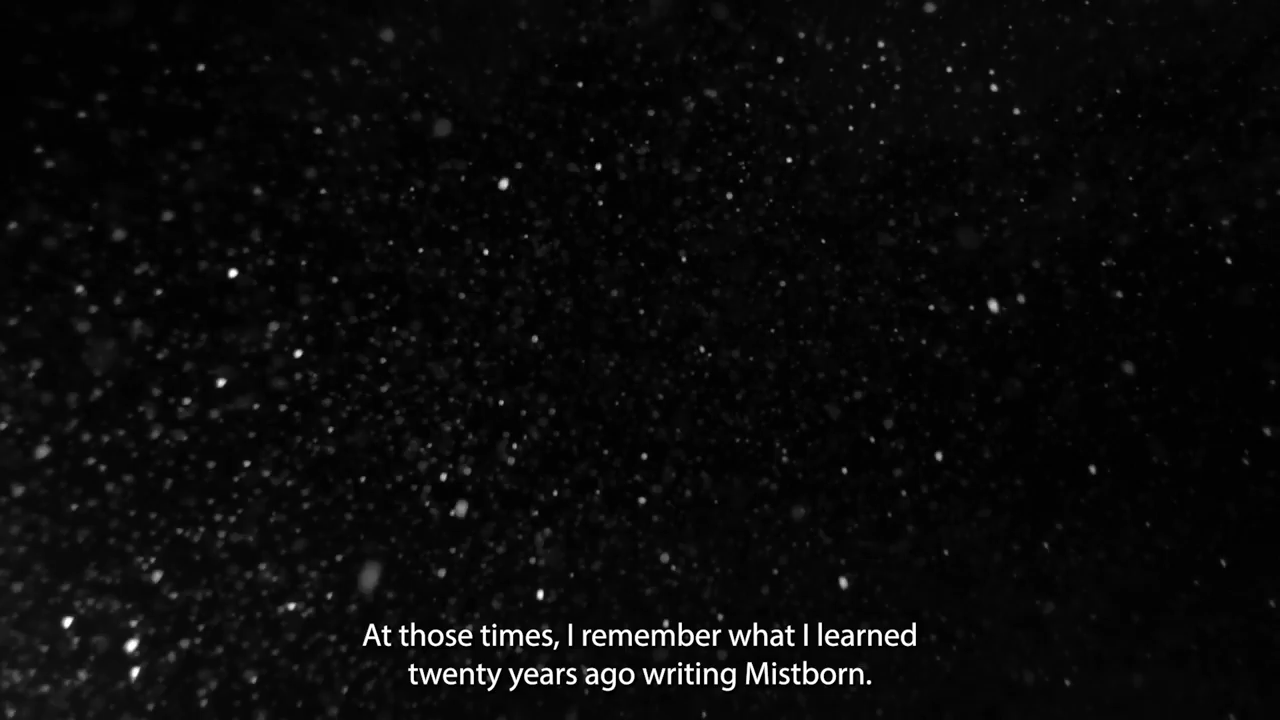 At those times, I remember what I learned
twenty years ago writing Mistborn.